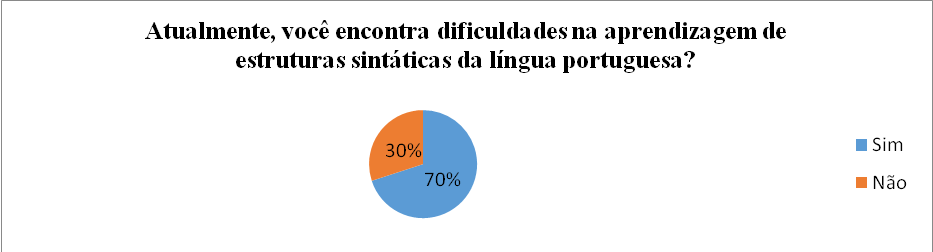 Atualmente, você encontra dificuldades na aprendizagem de
estruturas sintáticas da língua portuguesa?
30%
70%
Sim
Não